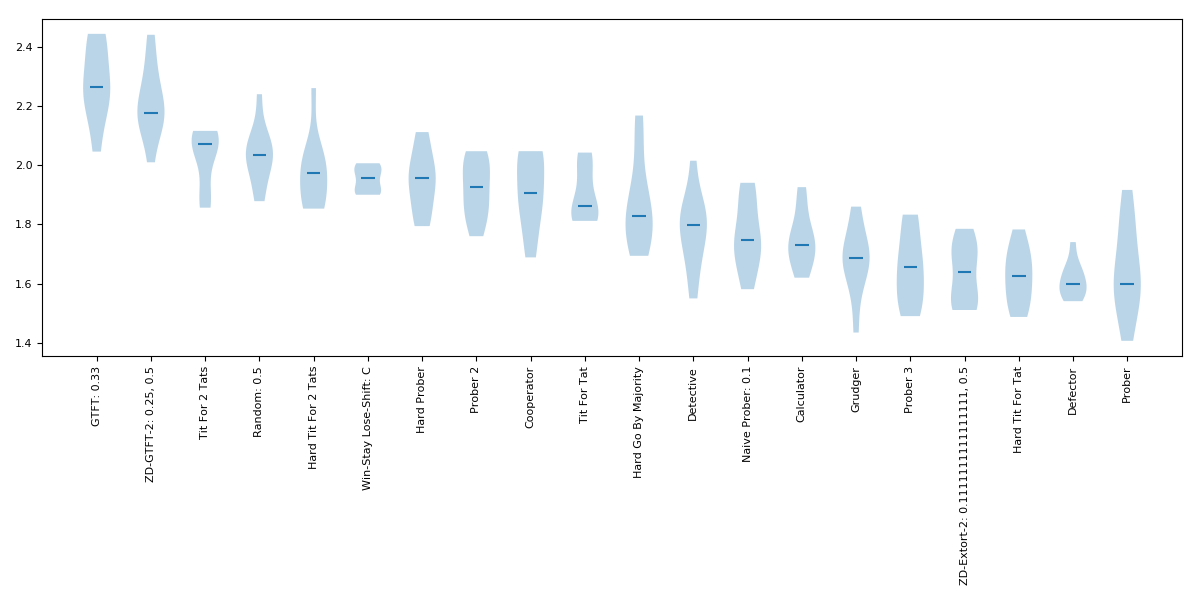 2.4
2.2
2.0
1.8
1.6
1.4
GTFT: 0.33
ZD-GTFT-2: 0.25, 0.5
Tit For 2 Tats
Random: 0.5
Hard Tit For 2 Tats
Win-Stay Lose-Shift: C
Hard Prober
Prober 2
Cooperator
Tit For Tat
Hard Go By Majority
Detective
Naive Prober: 0.1
Calculator
Grudger
Prober 3
ZD-Extort-2: 0.1111111111111111, 0.5
Hard Tit For Tat
Defector
Prober